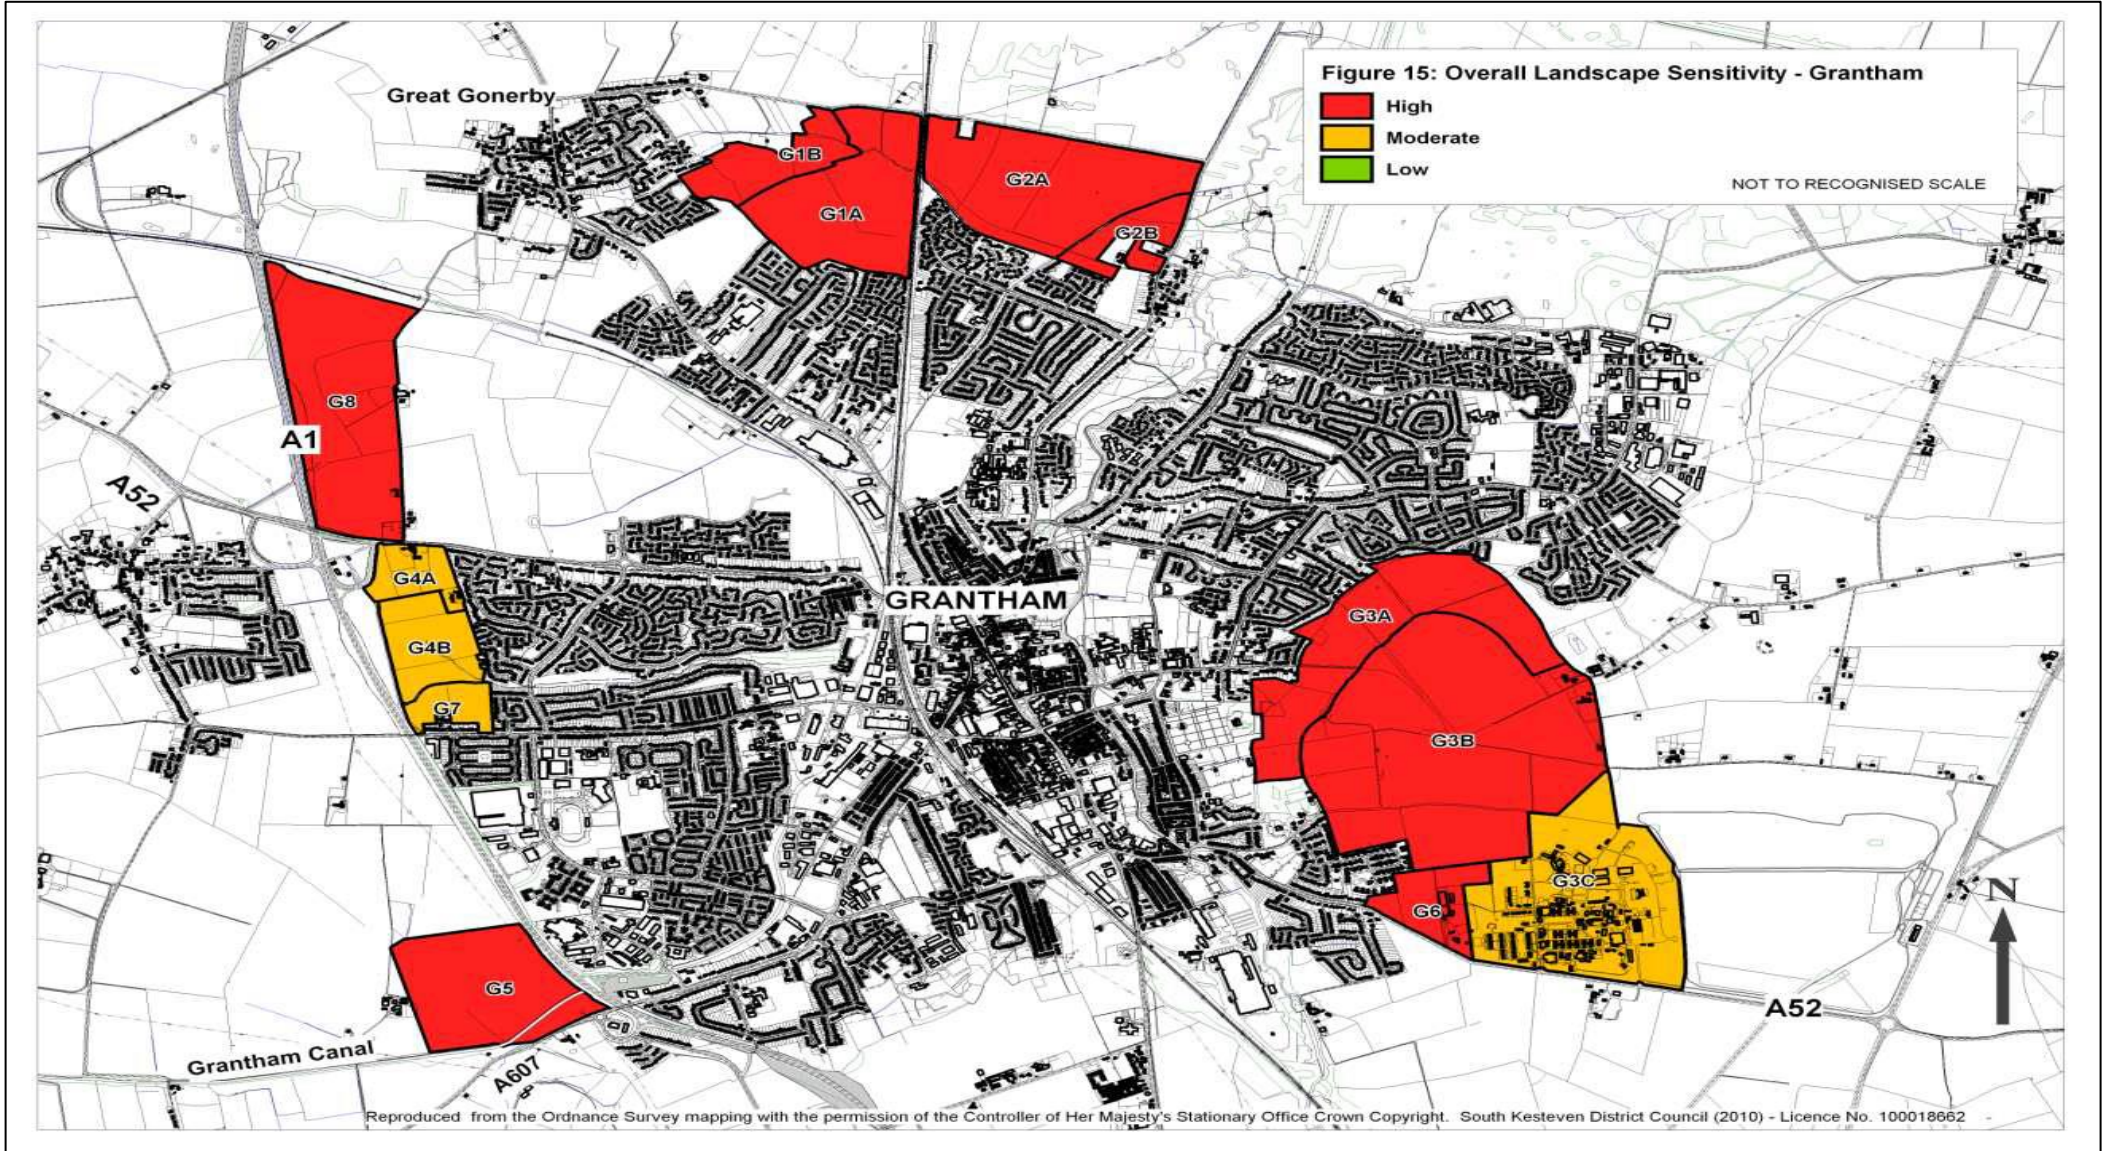 Figure 15: Overall Landscape Sensitivity - Grantham
High
Moderate
Low
NOT TO RECOGNISED SCALE
Great Gonerby
G1B
G2A
G1A
G2B
G8
A1
A52
G4A
GRANTHAM
G3A
G4B
G7
G3B
G3C
N
G6
G5
A52
Grantham Canal
A607
Reproduced from the Ordnance Survey mapping with the permission of the Controller of Her Majesty's Stationary Office Crown Copyright. South Kesteven District Council (2010) - Licence No. 100018662